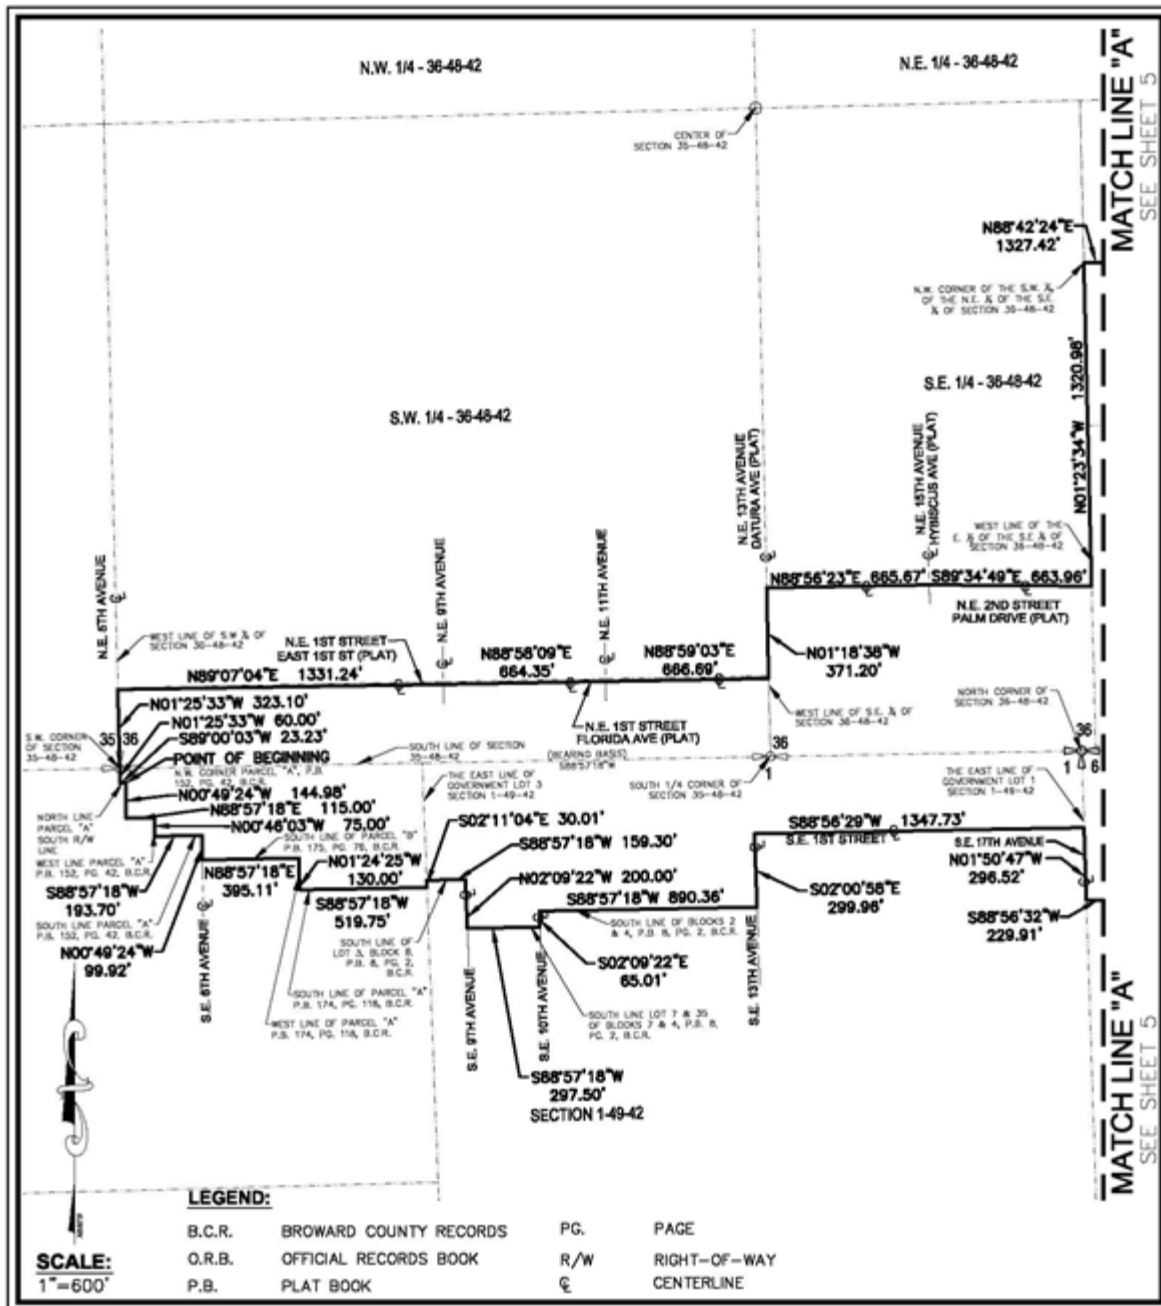 N.W. 1/4 - 36-48-42
N.E. 1/4 - 36-48-42
MATCH LINE "A"
SEE SHEET 5
CENTER OF
SECTION 35-48-42
N88°42'24"E
1327.42'
N.W. CORNER OF THE S.W. ¼
OF THE N.E. ¼ OF THE S.E.
¼ OF SECTION 36-48-42
N01°23'34"W 1320.98'
S.E. 1/4 - 36-48-42
S.W. 1/4 - 36-48-42
N.E. 13TH AVENUE
DATURA AVE (PLAT)
N.E. 15TH AVENUE
HYBISCUS AVE (PLAT)
WEST LINE OF THE
E. ½ OF THE S.E ¼ OF
SECTION 36-48-42
N.E. 5TH AVENUE
N.E. 9TH AVENUE
N.E. 11TH AVENUE
N88°56'23"E 665.67'
S89°34'49"E 663.96'
N.E. 2ND STREET
PALM DRIVE (PLAT)
WEST LINE OF S.W ¼ OF
SECTION 36-48-42
N.E. 1ST STREET
EAST 1ST ST (PLAT)
N88°58'09"E
664.35'
N88°59'03"E
666.69'
N01°18'38"W
371.20'
N89°07'04"E 1331.24'
N01°25'33"W 323.10'
N01°25'33"W 60.00'
S89°00'03"W 23.23'
POINT OF BEGINNING
N.W. CORNER PARCEL "A", P.B.
152, PG. 42, B.C.R.
S.W. CORNER
OF SECTION
35-48-42
35
36
N.E. 1ST STREET
FLORIDA AVE (PLAT)
WEST LINE OF S.E. ¼ OF
SECTION 36-48-42
NORTH CORNER OF
SECTION 36-48-42
SOUTH LINE OF SECTION
35-48-42
(BEARING BASIS)
S88°57'18"W
36
1
36
1
6
THE EAST LINE OF
GOVERNMENT LOT 3
SECTION 1-49-42
SOUTH 1/4 CORNER OF
SECTION 35-48-42
THE EAST LINE OF
GOVERNMENT LOT 1
SECTION 1-49-42
N00°49'24"W 144.98'
N88°57'18"E 115.00'
N00°46'03"W 75.00'
NORTH LINE
PARCEL "A"
SOUTH R/W
LINE
SOUTH LINE OF PARCEL "B"
P.B. 175, PG. 76, B.C.R.
S02°11'04"E 30.01'
S88°57'18"W 159.30'
S88°56'29"W 1347.73'
S.E. 1ST STREET
S.E. 17TH AVENUE
N01°50'47"W
296.52'
WEST LINE PARCEL "A"
P.B. 152, PG. 42, B.C.R.
N88°57'18"E
395.11'
N01°24'25"W
130.00'
N02°09'22"W 200.00'
S02°00'58"E
299.96'
S88°57'18"W
193.70'
S88°57'18"W
519.75'
S88°57'18"W 890.36'
S88°56'32"W
229.91'
SOUTH LINE PARCEL "A"
P.B. 152, PG. 42, B.C.R.
SOUTH LINE OF BLOCKS 2
& 4, P.B. 8, PG. 2, B.C.R.
N00°49'24"W
99.92'
SOUTH LINE OF
LOT 3, BLOCK 8,
P.B. 8, PG. 2,
B.C.R.
S02°09'22"E
65.01'
S.E. 6TH AVENUE
SOUTH LINE OF PARCEL "A"
P.B. 174, PG. 118, B.C.R.
WEST LINE OF PARCEL "A"
P.B. 174, PG. 118, B.C.R.
S.E. 9TH AVENUE
S.E. 10TH AVENUE
SOUTH LINE LOT 7 & 35
OF BLOCKS 7 & 4, P.B. 8,
PG. 2, B.C.R.
S.E. 13TH AVENUE
S88°57'18"W
297.50'
SECTION 1-49-42
MATCH LINE "A"
SEE SHEET 5
LEGEND:
B.C.R. BROWARD COUNTY RECORDS PG. PAGE
O.R.B. OFFICIAL RECORDS BOOK R/W RIGHT-OF-WAY
P.B. PLAT BOOK ℄ CENTERLINE
SCALE:
1"=600'